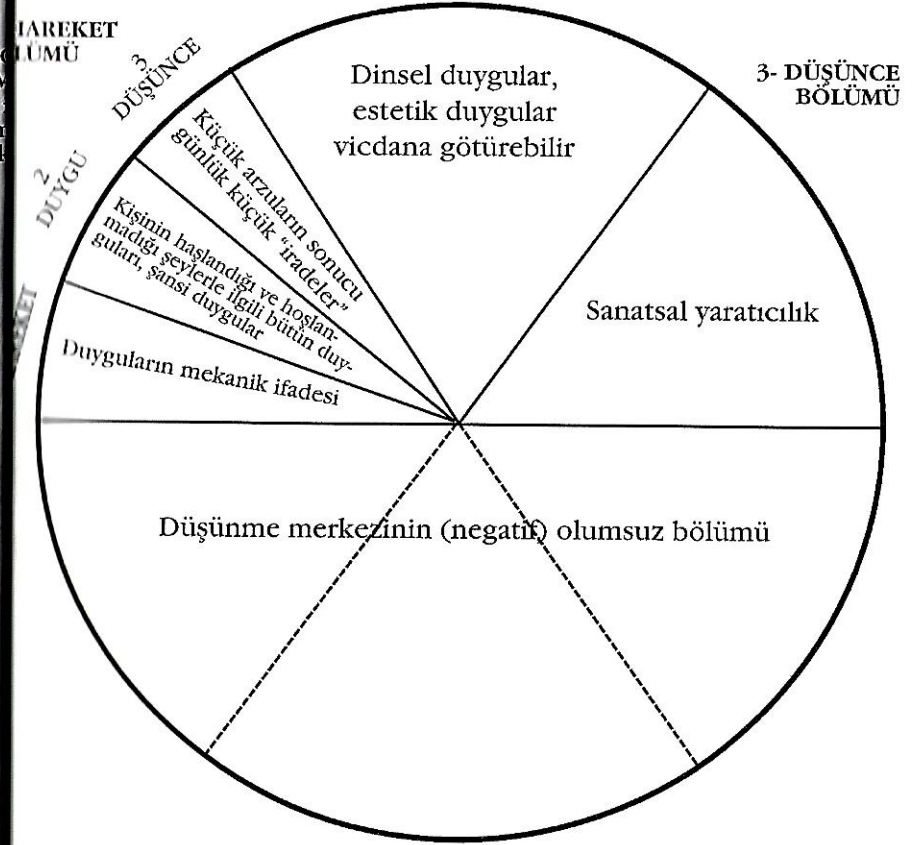 HAREKET
3
DÜŞÜNCE
2
DUYGU
3- DÜŞÜNCE
BÖLÜMÜ
Dinsel duygular,
estetik duygular
vicdana götürebilir
Küçük arzuların sonucu
günlük küçük “iradeler”
Kişinin haşlandığı ve hoşlan-
madığı şeylerle ilgili bütün duy-
guları, şansi duygular
Duyguların mekanik ifadesi
Sanatsal yaratıcılık
Düşünme merkezinin (negatif) olumsuz bölümü